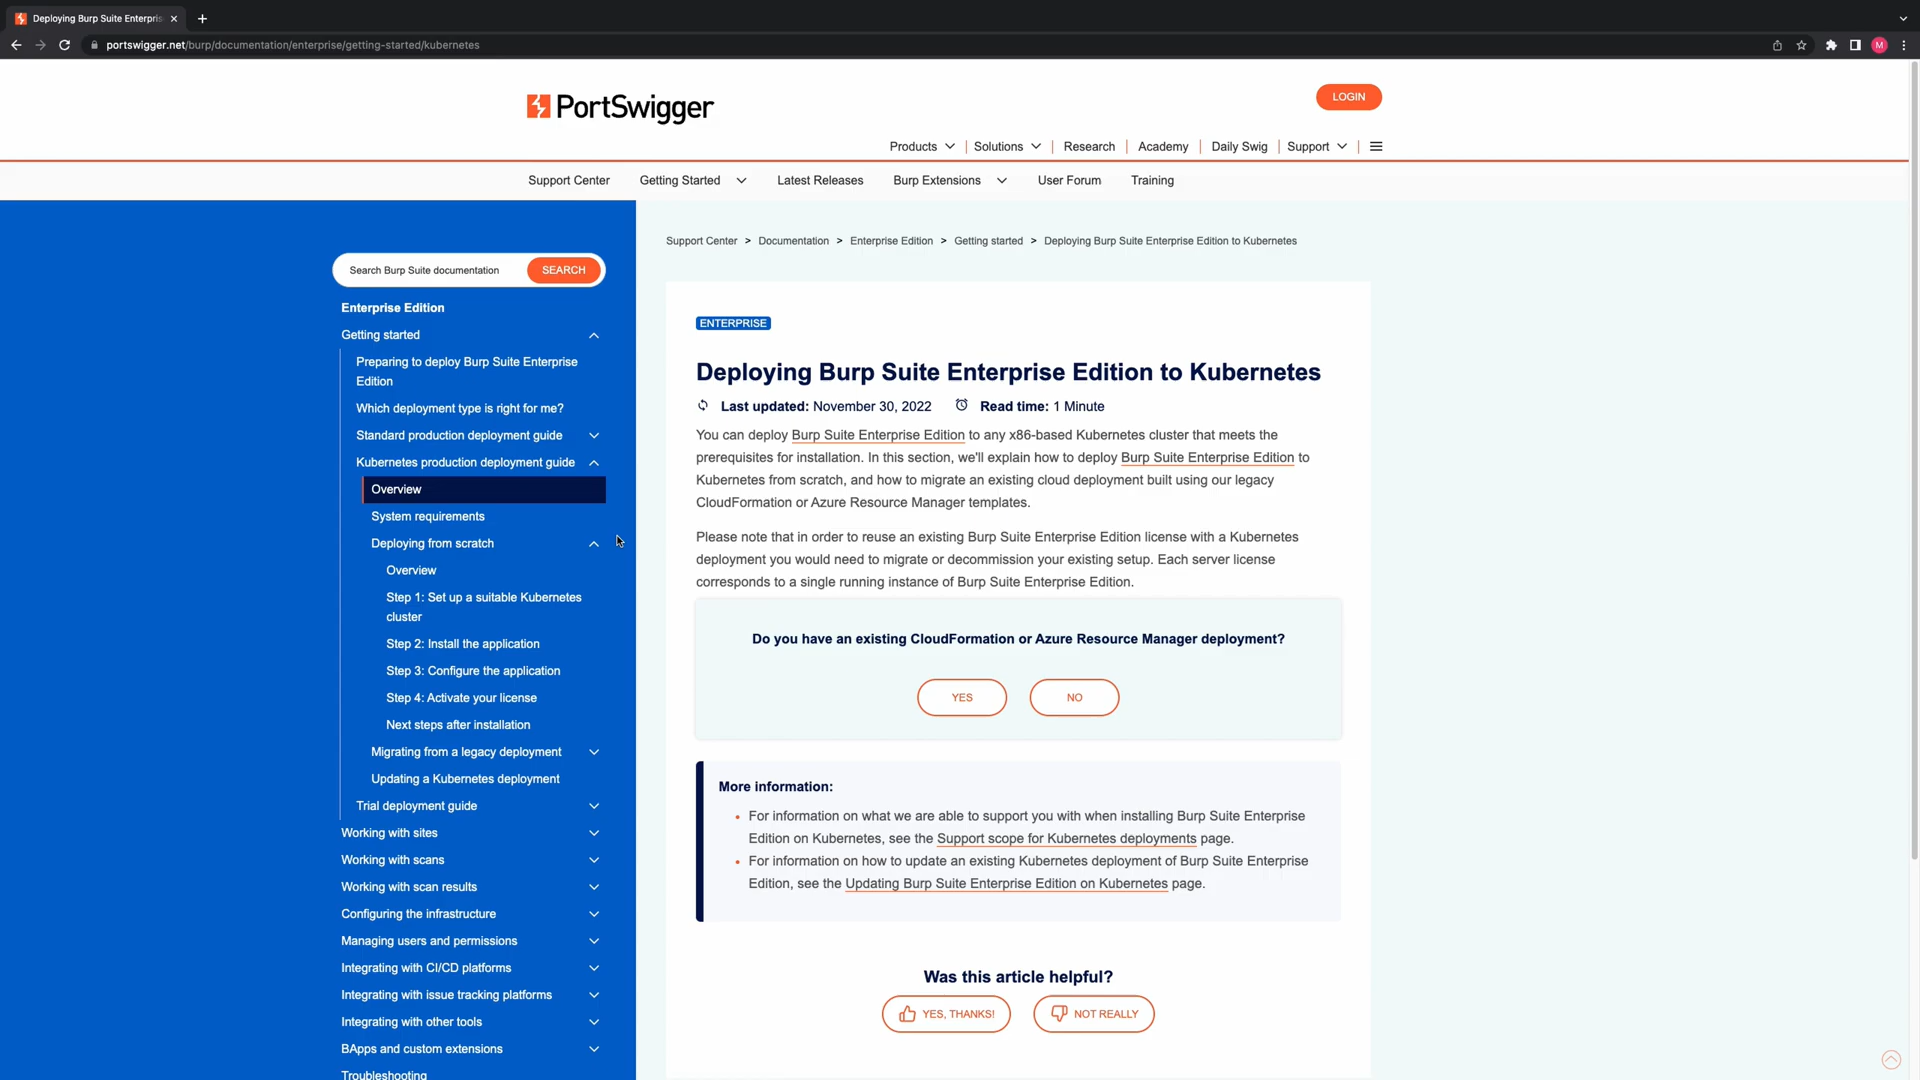 Deploying Burp Suite Enterpris
portswigger.net/burp/documentation/enterprise/getting-started/kubernetes
M
PortSwigger
LOGIN
Products
Solutions
Research
Academy
Daily Swig
Support
Support Center
Getting Started
Latest Releases
Burp Extensions
User Forum
Training
Search Burp Suite documentation
SEARCH
Enterprise Edition
Getting started
Preparing to deploy Burp Suite Enterprise
Edition
Which deployment type is right for me?
Standard production deployment guide
Kubernetes production deployment guide
Overview
System requirements
Deploying from scratch
Overview
Step 1: Set up a suitable Kubernetes
cluster
Step 2: Install the application
Step 3: Configure the application
Step 4: Activate your license
Next steps after installation
Migrating from a legacy deployment
Updating a Kubernetes deployment
Trial deployment guide
Working with sites
Working with scans
Working with scan results
Configuring the infrastructure
Managing users and permissions
Integrating with CI/CD platforms
Integrating with issue tracking platforms
Integrating with other tools
BApps and custom extensions
Troubleshooting
Support Center > Documentation > Enterprise Edition > Getting started > Deploying Burp Suite Enterprise Edition to Kubernetes
ENTERPRISE
Deploying Burp Suite Enterprise Edition to Kubernetes
Last updated: November 30, 2022 Read time: 1 Minute
You can deploy Burp Suite Enterprise Edition to any x86-based Kubernetes cluster that meets the
prerequisites for installation. In this section, we'll explain how to deploy Burp Suite Enterprise Edition to
Kubernetes from scratch, and how to migrate an existing cloud deployment built using our legacy
CloudFormation or Azure Resource Manager templates.
Please note that in order to reuse an existing Burp Suite Enterprise Edition license with a Kubernetes
deployment you would need to migrate or decommission your existing setup. Each server license
corresponds to a single running instance of Burp Suite Enterprise Edition.
Do you have an existing CloudFormation or Azure Resource Manager deployment?
YES
NO
More information:
• For information on what we are able to support you with when installing Burp Suite Enterprise
Edition on Kubernetes, see the Support scope for Kubernetes deployments page.
• For information on how to update an existing Kubernetes deployment of Burp Suite Enterprise
Edition, see the Updating Burp Suite Enterprise Edition on Kubernetes page.
Was this article helpful?
YES, THANKS!
NOT REALLY